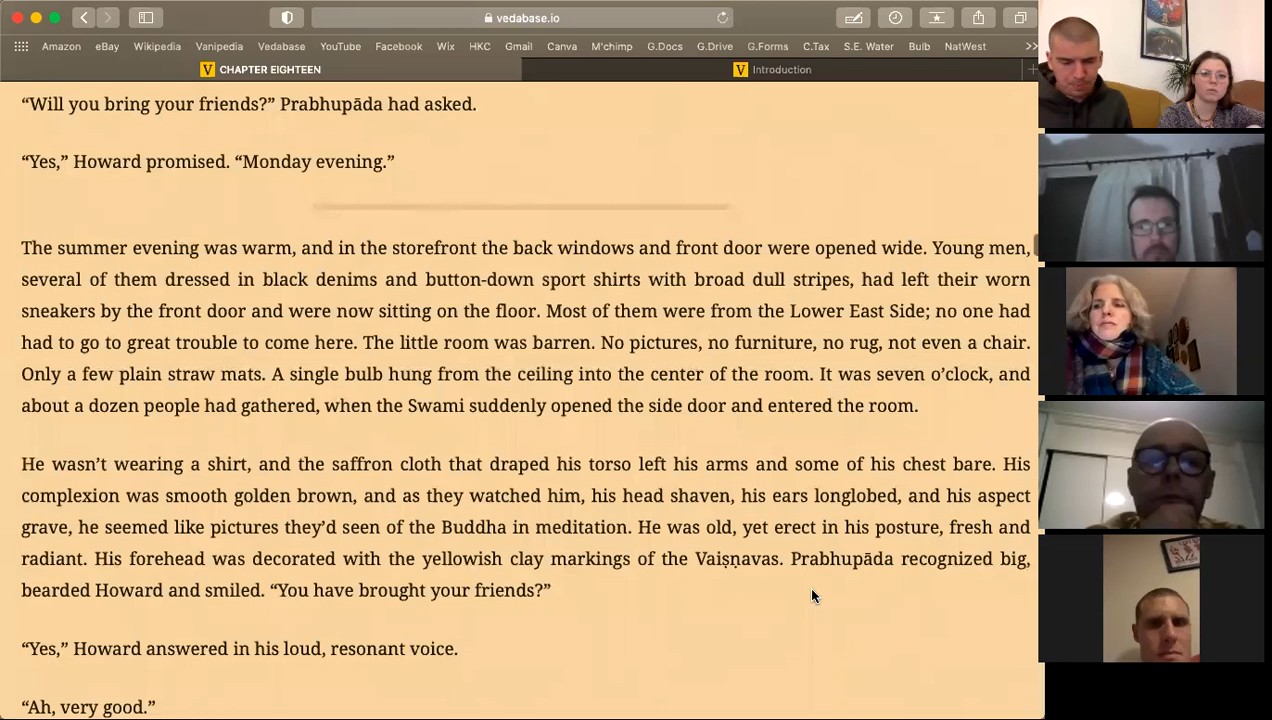 vedabase.io
Amazon eBay Wikipedia Vanipedia Vedabase YouTube Facebook Wix HKC Gmail Canva M'chimp G.Docs G.Drive G.Forms C.Tax S.E. Water Bulb NatWest >>
V CHAPTER EIGHTEEN V Introduction +
“Will you bring your friends?” Prabhupāda had asked.
“Yes,” Howard promised. “Monday evening.”
The summer evening was warm, and in the storefront the back windows and front door were opened wide. Young men,
several of them dressed in black denims and button-down sport shirts with broad dull stripes, had left their worn
sneakers by the front door and were now sitting on the floor. Most of them were from the Lower East Side; no one had
had to go to great trouble to come here. The little room was barren. No pictures, no furniture, no rug, not even a chair.
Only a few plain straw mats. A single bulb hung from the ceiling into the center of the room. It was seven o’clock, and
about a dozen people had gathered, when the Swami suddenly opened the side door and entered the room.
He wasn’t wearing a shirt, and the saffron cloth that draped his torso left his arms and some of his chest bare. His
complexion was smooth golden brown, and as they watched him, his head shaven, his ears longlobed, and his aspect
grave, he seemed like pictures they’d seen of the Buddha in meditation. He was old, yet erect in his posture, fresh and
radiant. His forehead was decorated with the yellowish clay markings of the Vaiṣṇavas. Prabhupāda recognized big,
bearded Howard and smiled. “You have brought your friends?”
“Yes,” Howard answered in his loud, resonant voice.
“Ah, very good.”